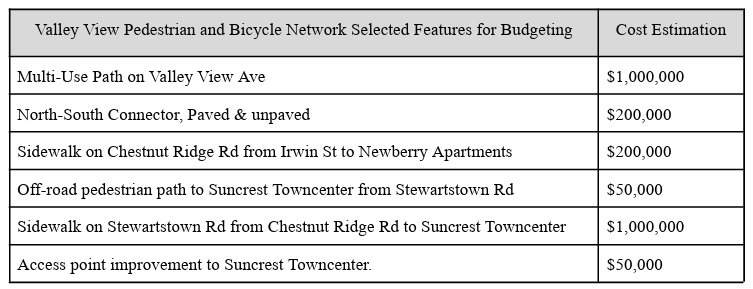 Valley View Pedestrian and Bicycle Network Selected Features for Budgeting Cost Estimation
Multi-Use Path on Valley View Ave $1,000,000
North-South Connector, Paved & unpaved $200,000
Sidewalk on Chestnut Ridge Rd from Irwin St to Newberry Apartments $200,000
Off-road pedestrian path to Suncrest Towncenter from Stewartstown Rd $50,000
Sidewalk on Stewartstown Rd from Chestnut Ridge Rd to Suncrest Towncenter $1,000,000
Access point improvement to Suncrest Towncenter. $50,000